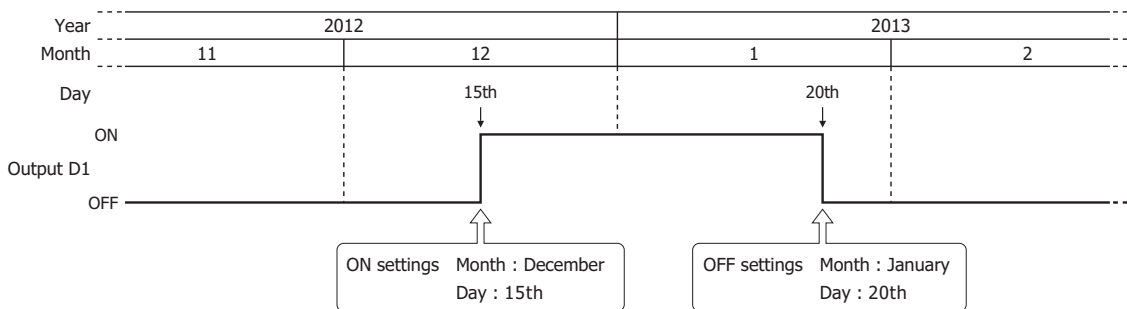 Year 2012 2013
Month 11 12 1 2
Day 15th 20th
ON
Output D1
OFF
ON settings Month : December
Day : 15th
OFF settings Month : January
Day : 20th